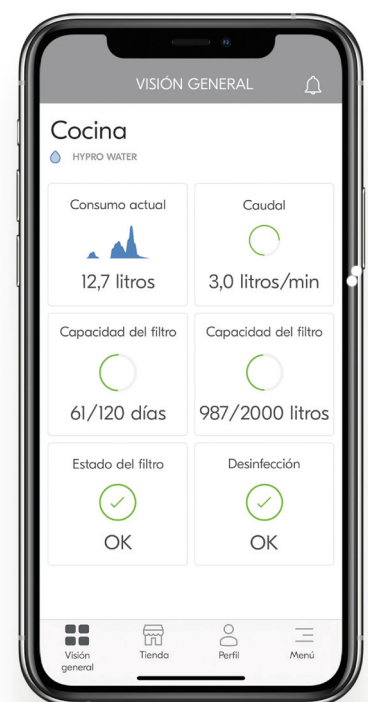 VISIÓN GENERAL
Cocina
HYPRO WATER
Consumo actual
12,7 litros
Caudal
3,0 litros/min
Capacidad del filtro
61/120 días
Capacidad del filtro
987/2000 litros
Estado del filtro
OK
Desinfección
OK
Visión
general
Tienda
Perfil
Menú